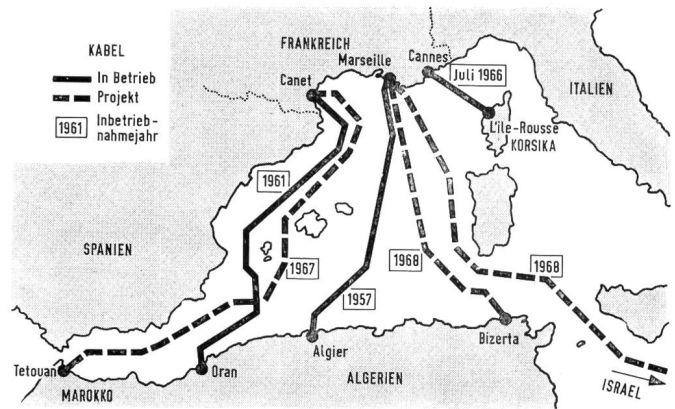 KABEL
In Betrieb
Projekt
1961
Inbetrieb-
nahmejahr
FRANKREICH
Marseille
Cannes
Canet
Juli 1966
ITALIEN
L'ile-Rousse
KORSIKA
1961
SPANIEN
1967
1968
1968
1957
Bizerta
Algier
Tetouan
Oran
MAROKKO
ALGERIEN
ISRAEL